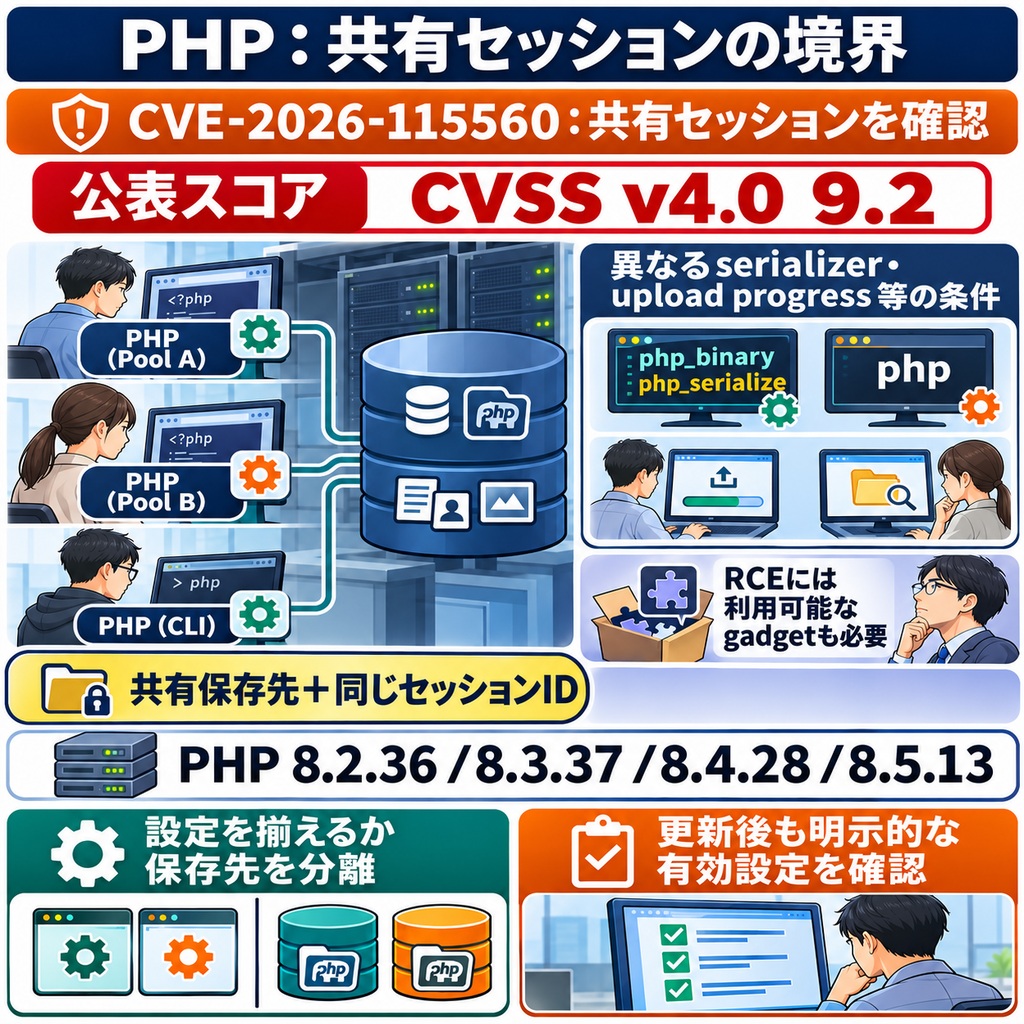 PHP：共有セッションの境界
CVE-2026-115560：共有セッションを確認
公表スコア
CVSS v4.0 9.2
<?php
PHP
(Pool A)
<?php
PHP
(Pool B)
> php
PHP (CLI)
php
異なるserializer・
upload progress 等の条件
php_binary
php_serialize
php
RCEには
利用可能な
gadgetも必要
共有保存先＋同じセッションID
PHP 8.2.36 / 8.3.37 / 8.4.28 / 8.5.13
設定を揃えるか
保存先を分離
php
php
更新後も明示的な
有効設定を確認